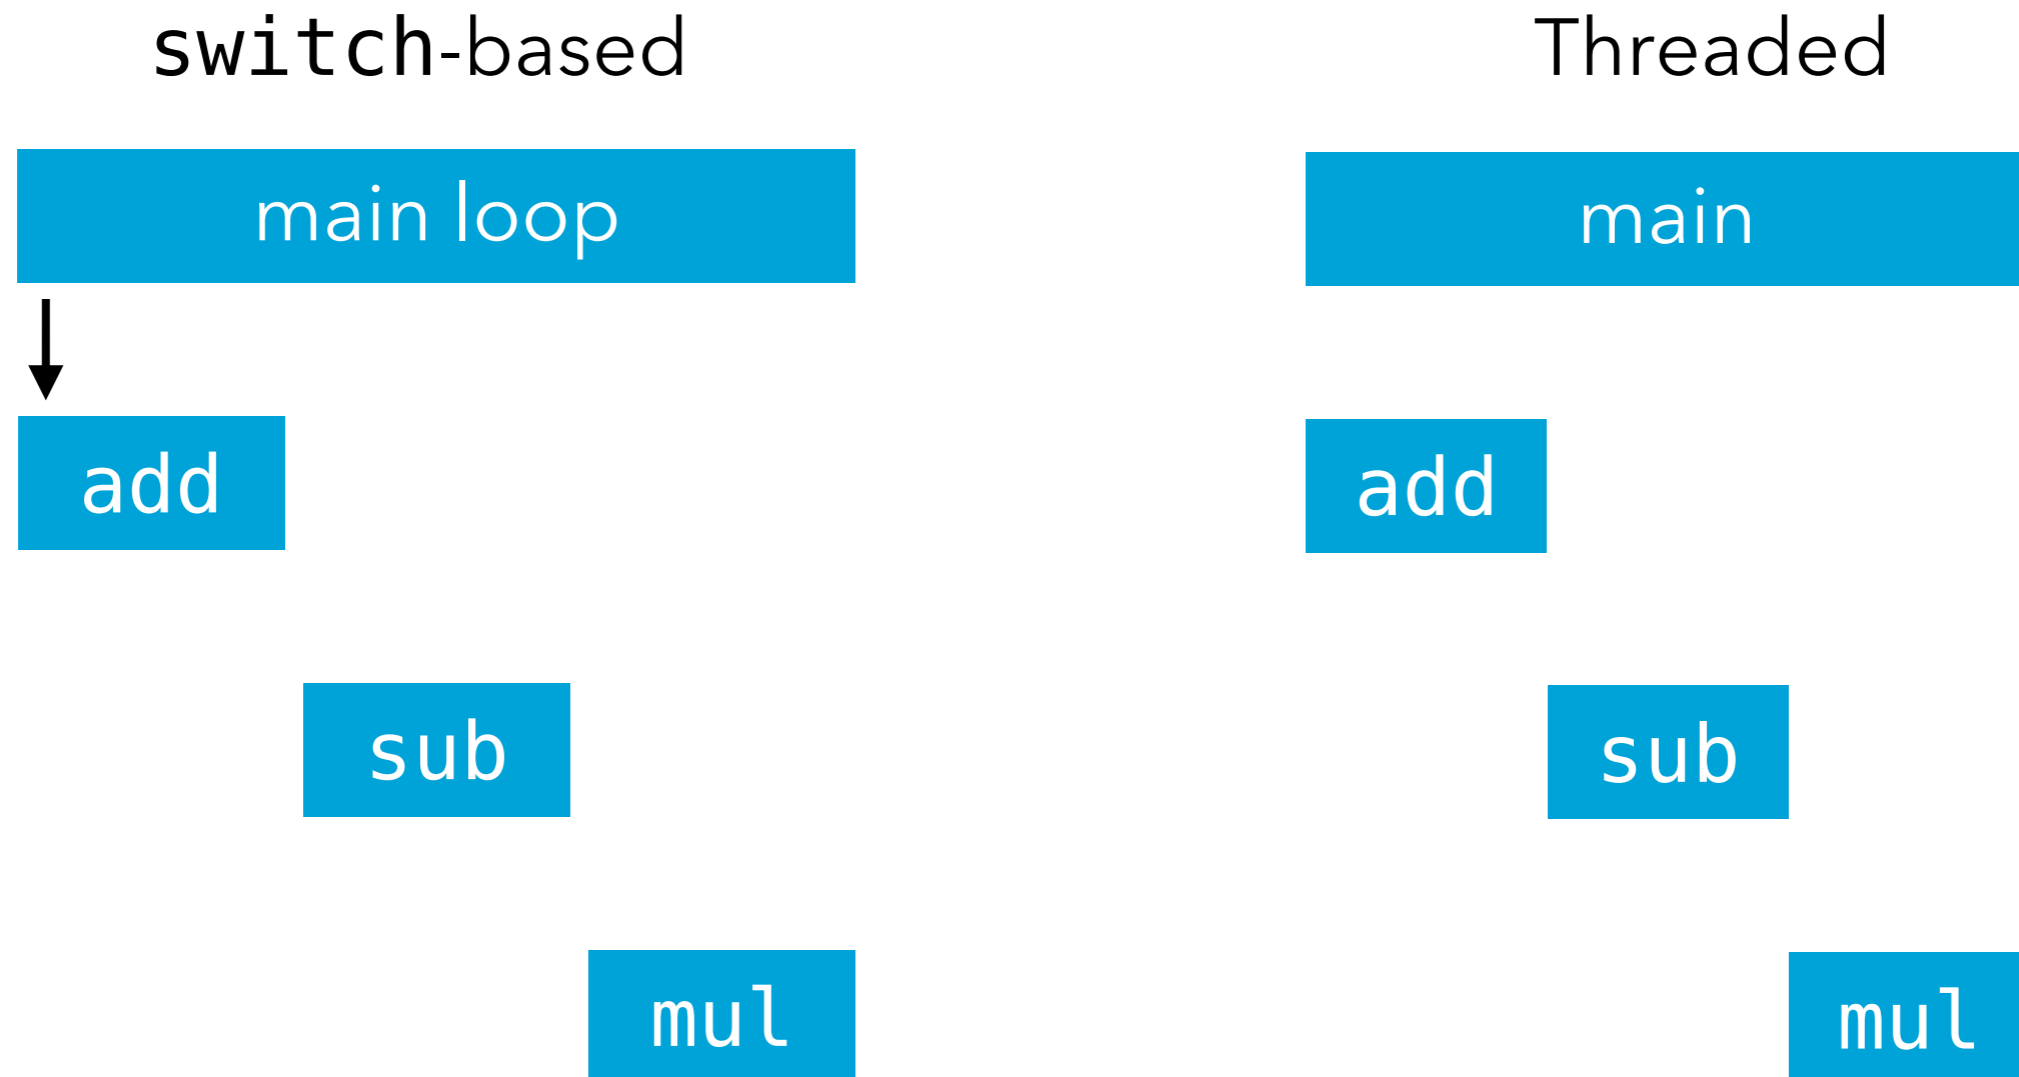 switch-based
main loop
add
sub
mul
Threaded
main
add
sub
mul